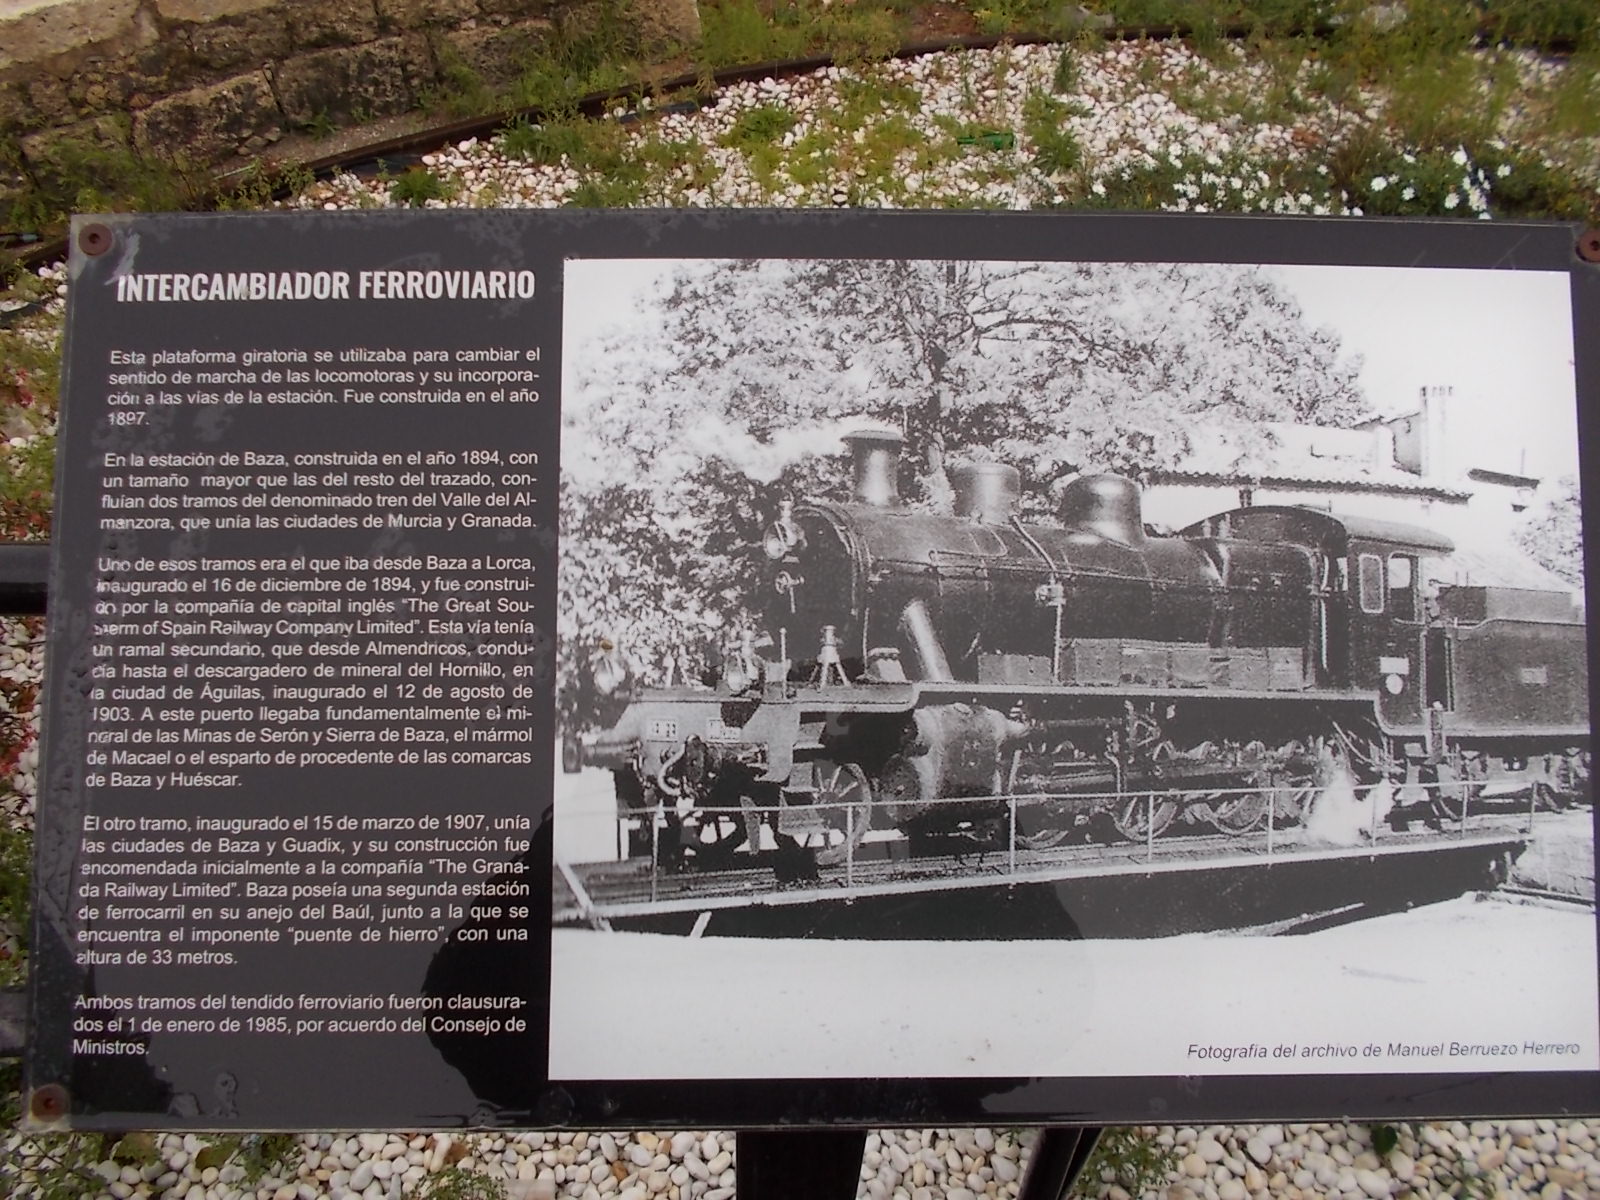 INTERCAMBIADOR FERROVIARIO
Esta plataforma giratoria se utilizaba para cambiar el
sentido de marcha de las locomotoras y su incorpora-
ción a las vías de la estación. Fue construida en el año
1897.
En la estación de Baza, construida en el año 1894, con
un tamaño mayor que las del resto del trazado, con-
fluían dos tramos del denominado tren del Valle del Al-
manzora, que unía las ciudades de Murcia y Granada.
Uno de esos tramos era el que iba desde Baza a Lorca,
inaugurado el 16 de diciembre de 1894, y fue construi-
do por la compañía de capital inglés “The Great Sou-
therm of Spain Railway Company Limited”. Esta vía tenía
un ramal secundario, que desde Almendricos, condu-
cía hasta el descargadero de mineral del Hornillo, en
la ciudad de Águilas, inaugurado el 12 de agosto de
1903. A este puerto llegaba fundamentalmente el mi-
neral de las Minas de Serón y Sierra de Baza, el mármol
de Macael o el esparto de procedente de las comarcas
de Baza y Huéscar.
El otro tramo, inaugurado el 15 de marzo de 1907, unía
las ciudades de Baza y Guadix, y su construcción fue
encomendada inicialmente a la compañía “The Grana-
da Railway Limited”. Baza poseía una segunda estación
de ferrocarril en su anejo del Baúl, junto a la que se
encuentra el imponente “puente de hierro”, con una
altura de 33 metros.
Ambos tramos del tendido ferroviario fueron clausura-
dos el 1 de enero de 1985, por acuerdo del Consejo de
Ministros.
Fotografía del archivo de Manuel Berruezo Herrero